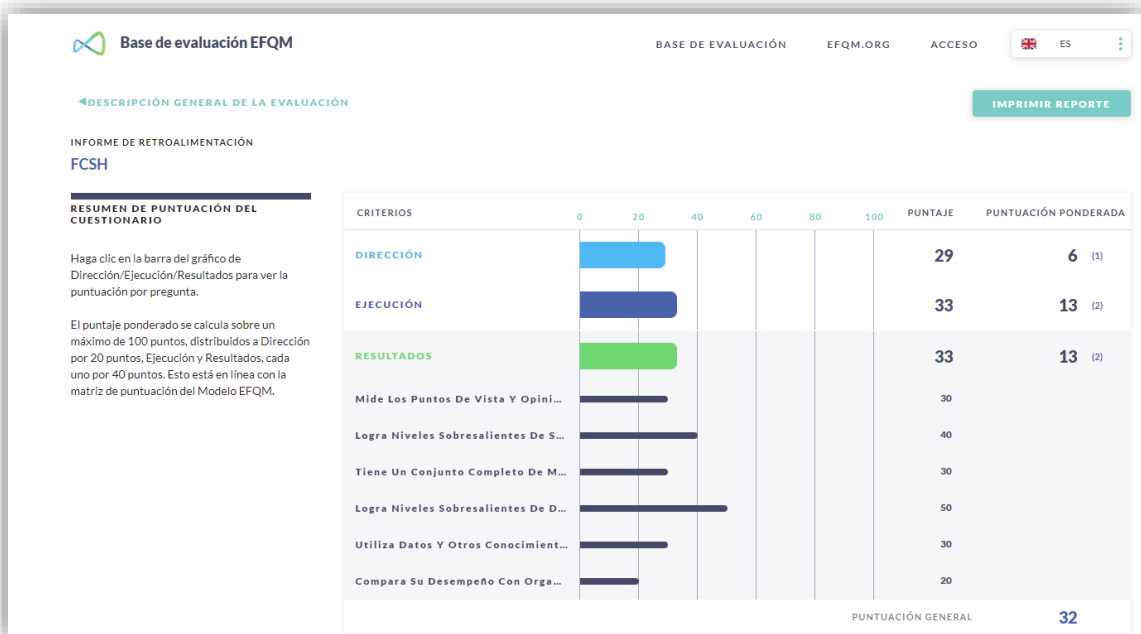 Base de evaluación EFQM
BASE DE EVALUACIÓN EFQM.ORG ACCESO ES
◀DESCRIPCIÓN GENERAL DE LA EVALUACIÓN
IMPRIMIR REPORTE
INFORME DE RETROALIMENTACIÓN
FCSH
RESUMEN DE PUNTUACIÓN DEL
CUESTIONARIO
Haga clic en la barra del gráfico de
Dirección/Ejecución/Resultados para ver la
puntuación por pregunta.
El puntaje ponderado se calcula sobre un
máximo de 100 puntos, distribuidos a Dirección
por 20 puntos, Ejecución y Resultados, cada
uno por 40 puntos. Esto está en línea con la
matriz de puntuación del Modelo EFQM.
CRITERIOS 0 20 40 60 80 100 PUNTAJE PUNTUACIÓN PONDERADA
DIRECCIÓN 29 6 (1)
EJECUCIÓN 33 13 (2)
RESULTADOS 33 13 (2)
Mide Los Puntos De Vista Y Opini... 30
Logra Niveles Sobresalientes De S... 40
Tiene Un Conjunto Completo De M... 30
Logra Niveles Sobresalientes De D... 50
Utiliza Datos Y Otros Conocimient... 30
Compara Su Desempeño Con Orga... 20
PUNTUACIÓN GENERAL 32